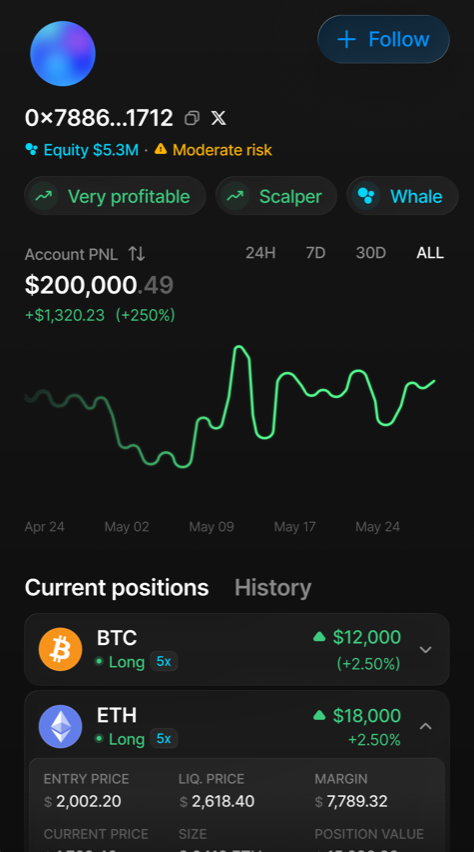 + Follow
0×7886...1712
Equity $5.3M · Moderate risk
Very profitable Scalper Whale
Account PNL 24H 7D 30D ALL
$200,000.49
+$1,320.23 (+250%)
Apr 24 May 02 May 09 May 17 May 24
Current positions History
BTC $12,000
Long 5x (+2.50%)
ETH $18,000
Long 5x +2.50%
ENTRY PRICE LIQ. PRICE MARGIN
$ 2,002.20 $ 2,618.40 $ 7,789.32
CURRENT PRICE SIZE POSITION VALUE